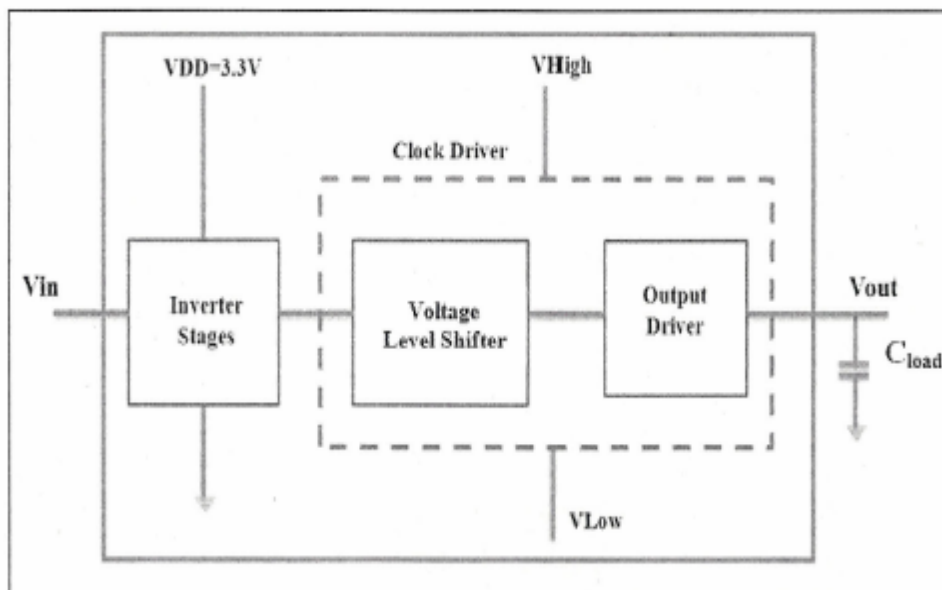 VDD=3.3V
VHigh
Clock Driver
Vin
Inverter
Stages
Voltage
Level Shifter
Output
Driver
Vout
Cload
VLow